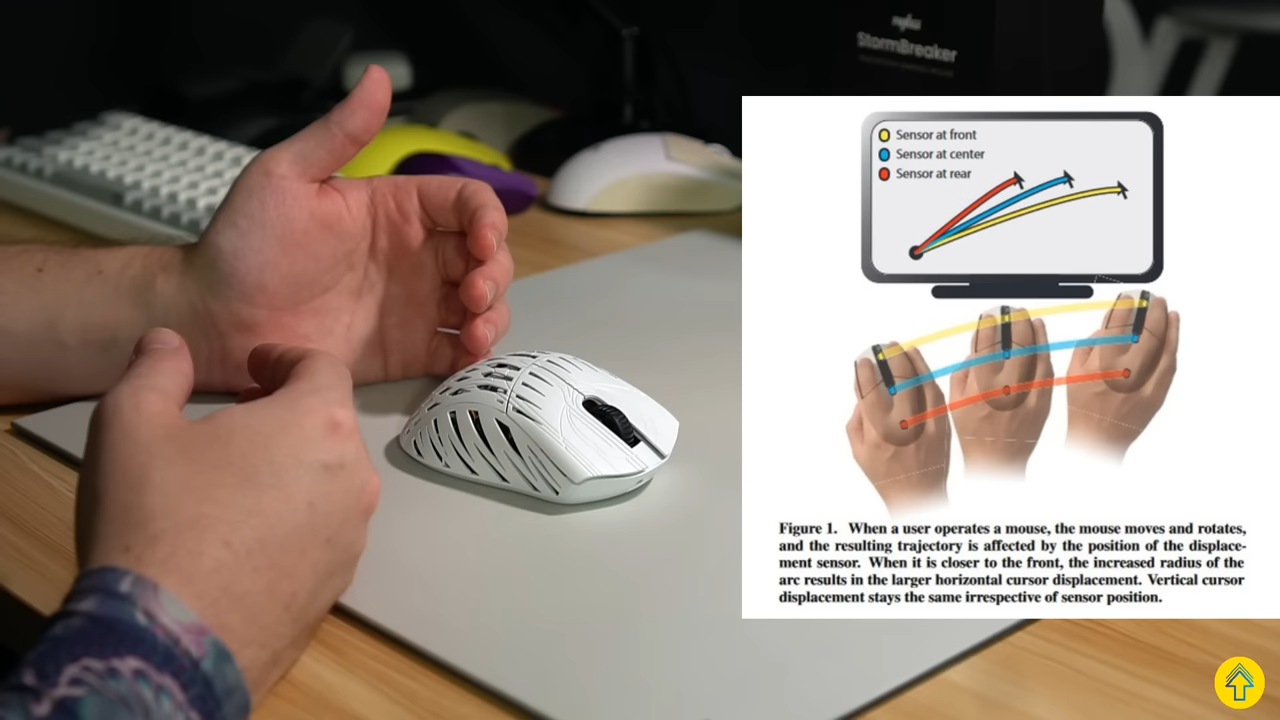 StormBreaker
Sensor at front
Sensor at center
Sensor at rear
Figure 1. When a user operates a mouse, the mouse moves and rotates,
and the resulting trajectory is affected by the position of the displace-
ment sensor. When it is closer to the front, the increased radius of the
arc results in the larger horizontal cursor displacement. Vertical cursor
displacement stays the same irrespective of sensor position.